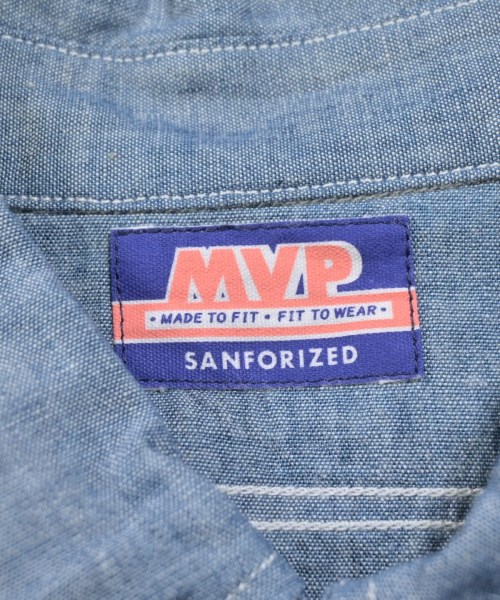 MVP
• MADE TO FIT • FIT TO WEAR •
SANFORIZED